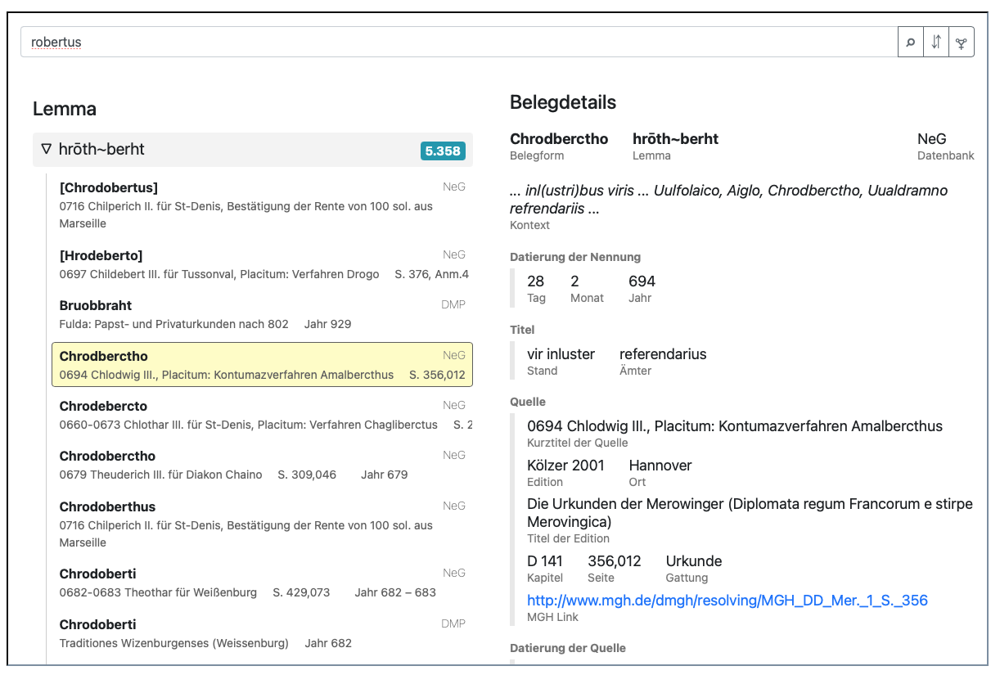 robertus
Lemma
▽ hrōth~berht 5.358
[Chrodobertus] NeG
0716 Chilperich II. für St-Denis, Bestätigung der Rente von 100 sol. aus
Marseille
[Hrodeberto] NeG
0697 Childebert III. für Tussonval, Placitum: Verfahren Drogo S. 376, Anm.4
Bruobbraht DMP
Fulda: Papst- und Privaturkunden nach 802 Jahr 929
Chrodberctho NeG
0694 Chlodwig III., Placitum: Kontumazverfahren Amalbercthus S. 356,012
Chrodebercto NeG
0660-0673 Chlothar III. für St-Denis, Placitum: Verfahren Chagliberctus S. 2
Chrodoberctho NeG
0679 Theuderich III. für Diakon Chaino S. 309,046 Jahr 679
Chrodoberthus NeG
0716 Chilperich II. für St-Denis, Bestätigung der Rente von 100 sol. aus
Marseille
Chrodoberti NeG
0682-0683 Theothar für Weißenburg S. 429,073 Jahr 682 – 683
Chrodoberti DMP
Traditiones Wizenburgenses (Weissenburg) Jahr 682
Belegdetails
Chrodberctho hrōth~berht NeG
Belegform Lemma Datenbank
... inl(ustri)bus viris ... Uulfolaico, Aiglo, Chrodberctho, Uualdramno
refrendariis ...
Kontext
Datierung der Nennung
28 2 694
Tag Monat Jahr
Titel
vir inluster referendarius
Stand Ämter
Quelle
0694 Chlodwig III., Placitum: Kontumazverfahren Amalbercthus
Kurztitel der Quelle
Kölzer 2001 Hannover
Edition Ort
Die Urkunden der Merowinger (Diplomata regum Francorum e stirpe
Merovingica)
Titel der Edition
D 141 356,012 Urkunde
Kapitel Seite Gattung
http://www.mgh.de/dmgh/resolving/MGH_DD_Mer._1_S._356
MGH Link
Datierung der Quelle